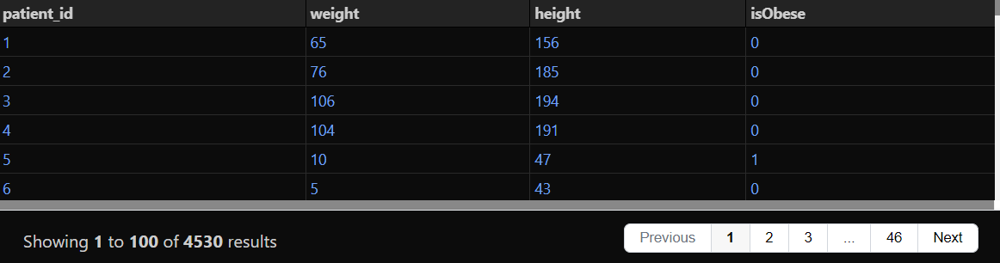 patient_id weight height isObese
1 65 156 0
2 76 185 0
3 106 194 0
4 104 191 0
5 10 47 1
6 5 43 0
Showing 1 to 100 of 4530 results Previous 1 2 3 ... 46 Next